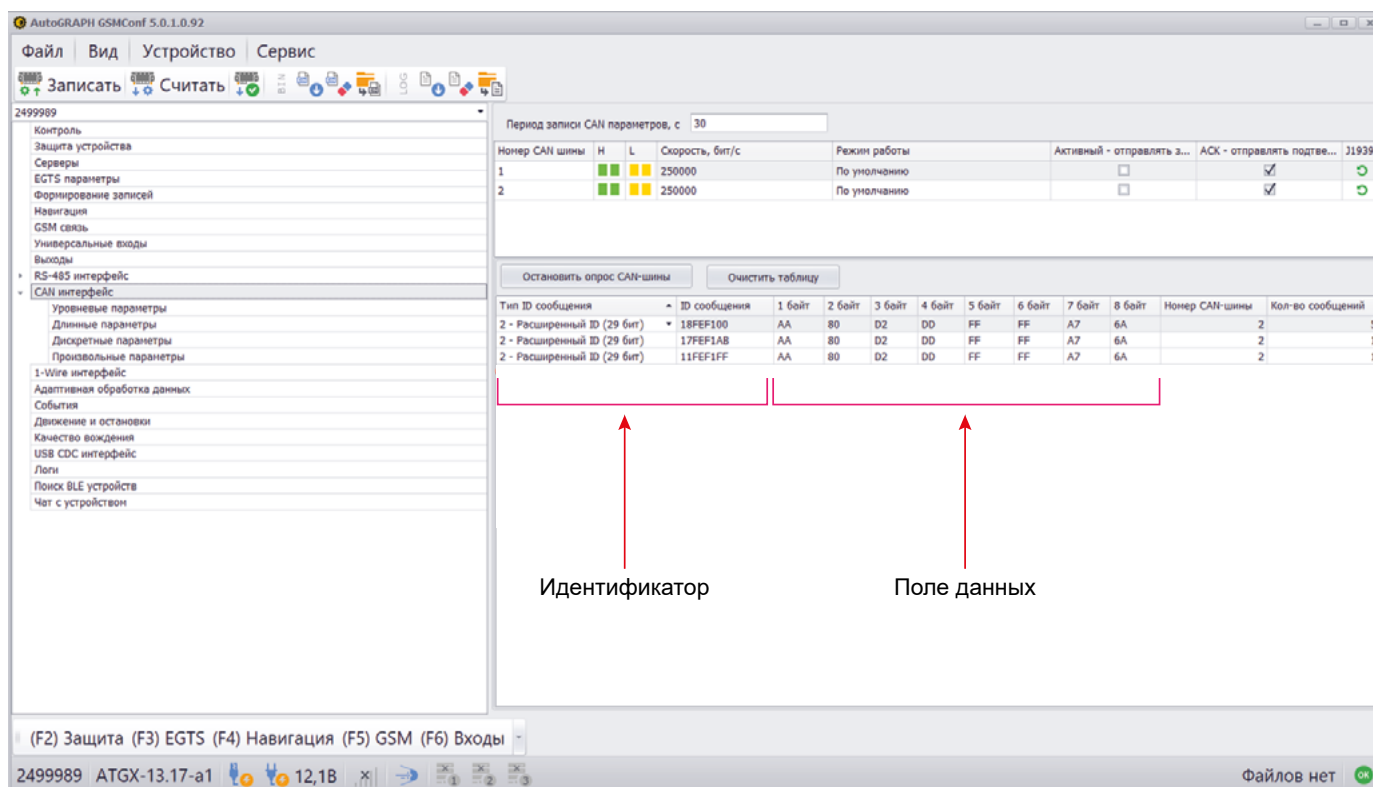 AutoGRAPH GSMConf 5.0.1.0.92
Файл Вид Устройство Сервис
Записать Считать BIN LOG
2499989
Контроль
Защита устройства
Серверы
EGTS параметры
Формирование записей
Навигация
GSM связь
Универсальные входы
Выходы
RS-485 интерфейс
CAN интерфейс
Уровневые параметры
Длинные параметры
Дискретные параметры
Произвольные параметры
1-Wire интерфейс
Адаптивная обработка данных
События
Движение и остановки
Качество вождения
USB CDC интерфейс
Логи
Поиск BLE устройств
Чат с устройством
Период записи CAN параметров, с 30
Номер CAN шины H L Скорость, бит/с Режим работы Активный - отправлять з... ACK - отправлять подтве... J1939
1 250000 По умолчанию
2 250000 По умолчанию
Остановить опрос CAN-шины Очистить таблицу
Тип ID сообщения ID сообщения 1 байт 2 байт 3 байт 4 байт 5 байт 6 байт 7 байт 8 байт Номер CAN-шины Кол-во сообщений
2 - Расширенный ID (29 бит) 18FEF100 AA 80 D2 DD FF FF A7 6A 2
2 - Расширенный ID (29 бит) 17FEF1AB AA 80 D2 DD FF FF A7 6A 2
2 - Расширенный ID (29 бит) 11FEF1FF AA 80 D2 DD FF FF A7 6A 2
Идентификатор Поле данных
(F2) Защита (F3) EGTS (F4) Навигация (F5) GSM (F6) Входы
2499989 ATGX-13.17-a1 12,1В 1 2 3 Файлов нет OK